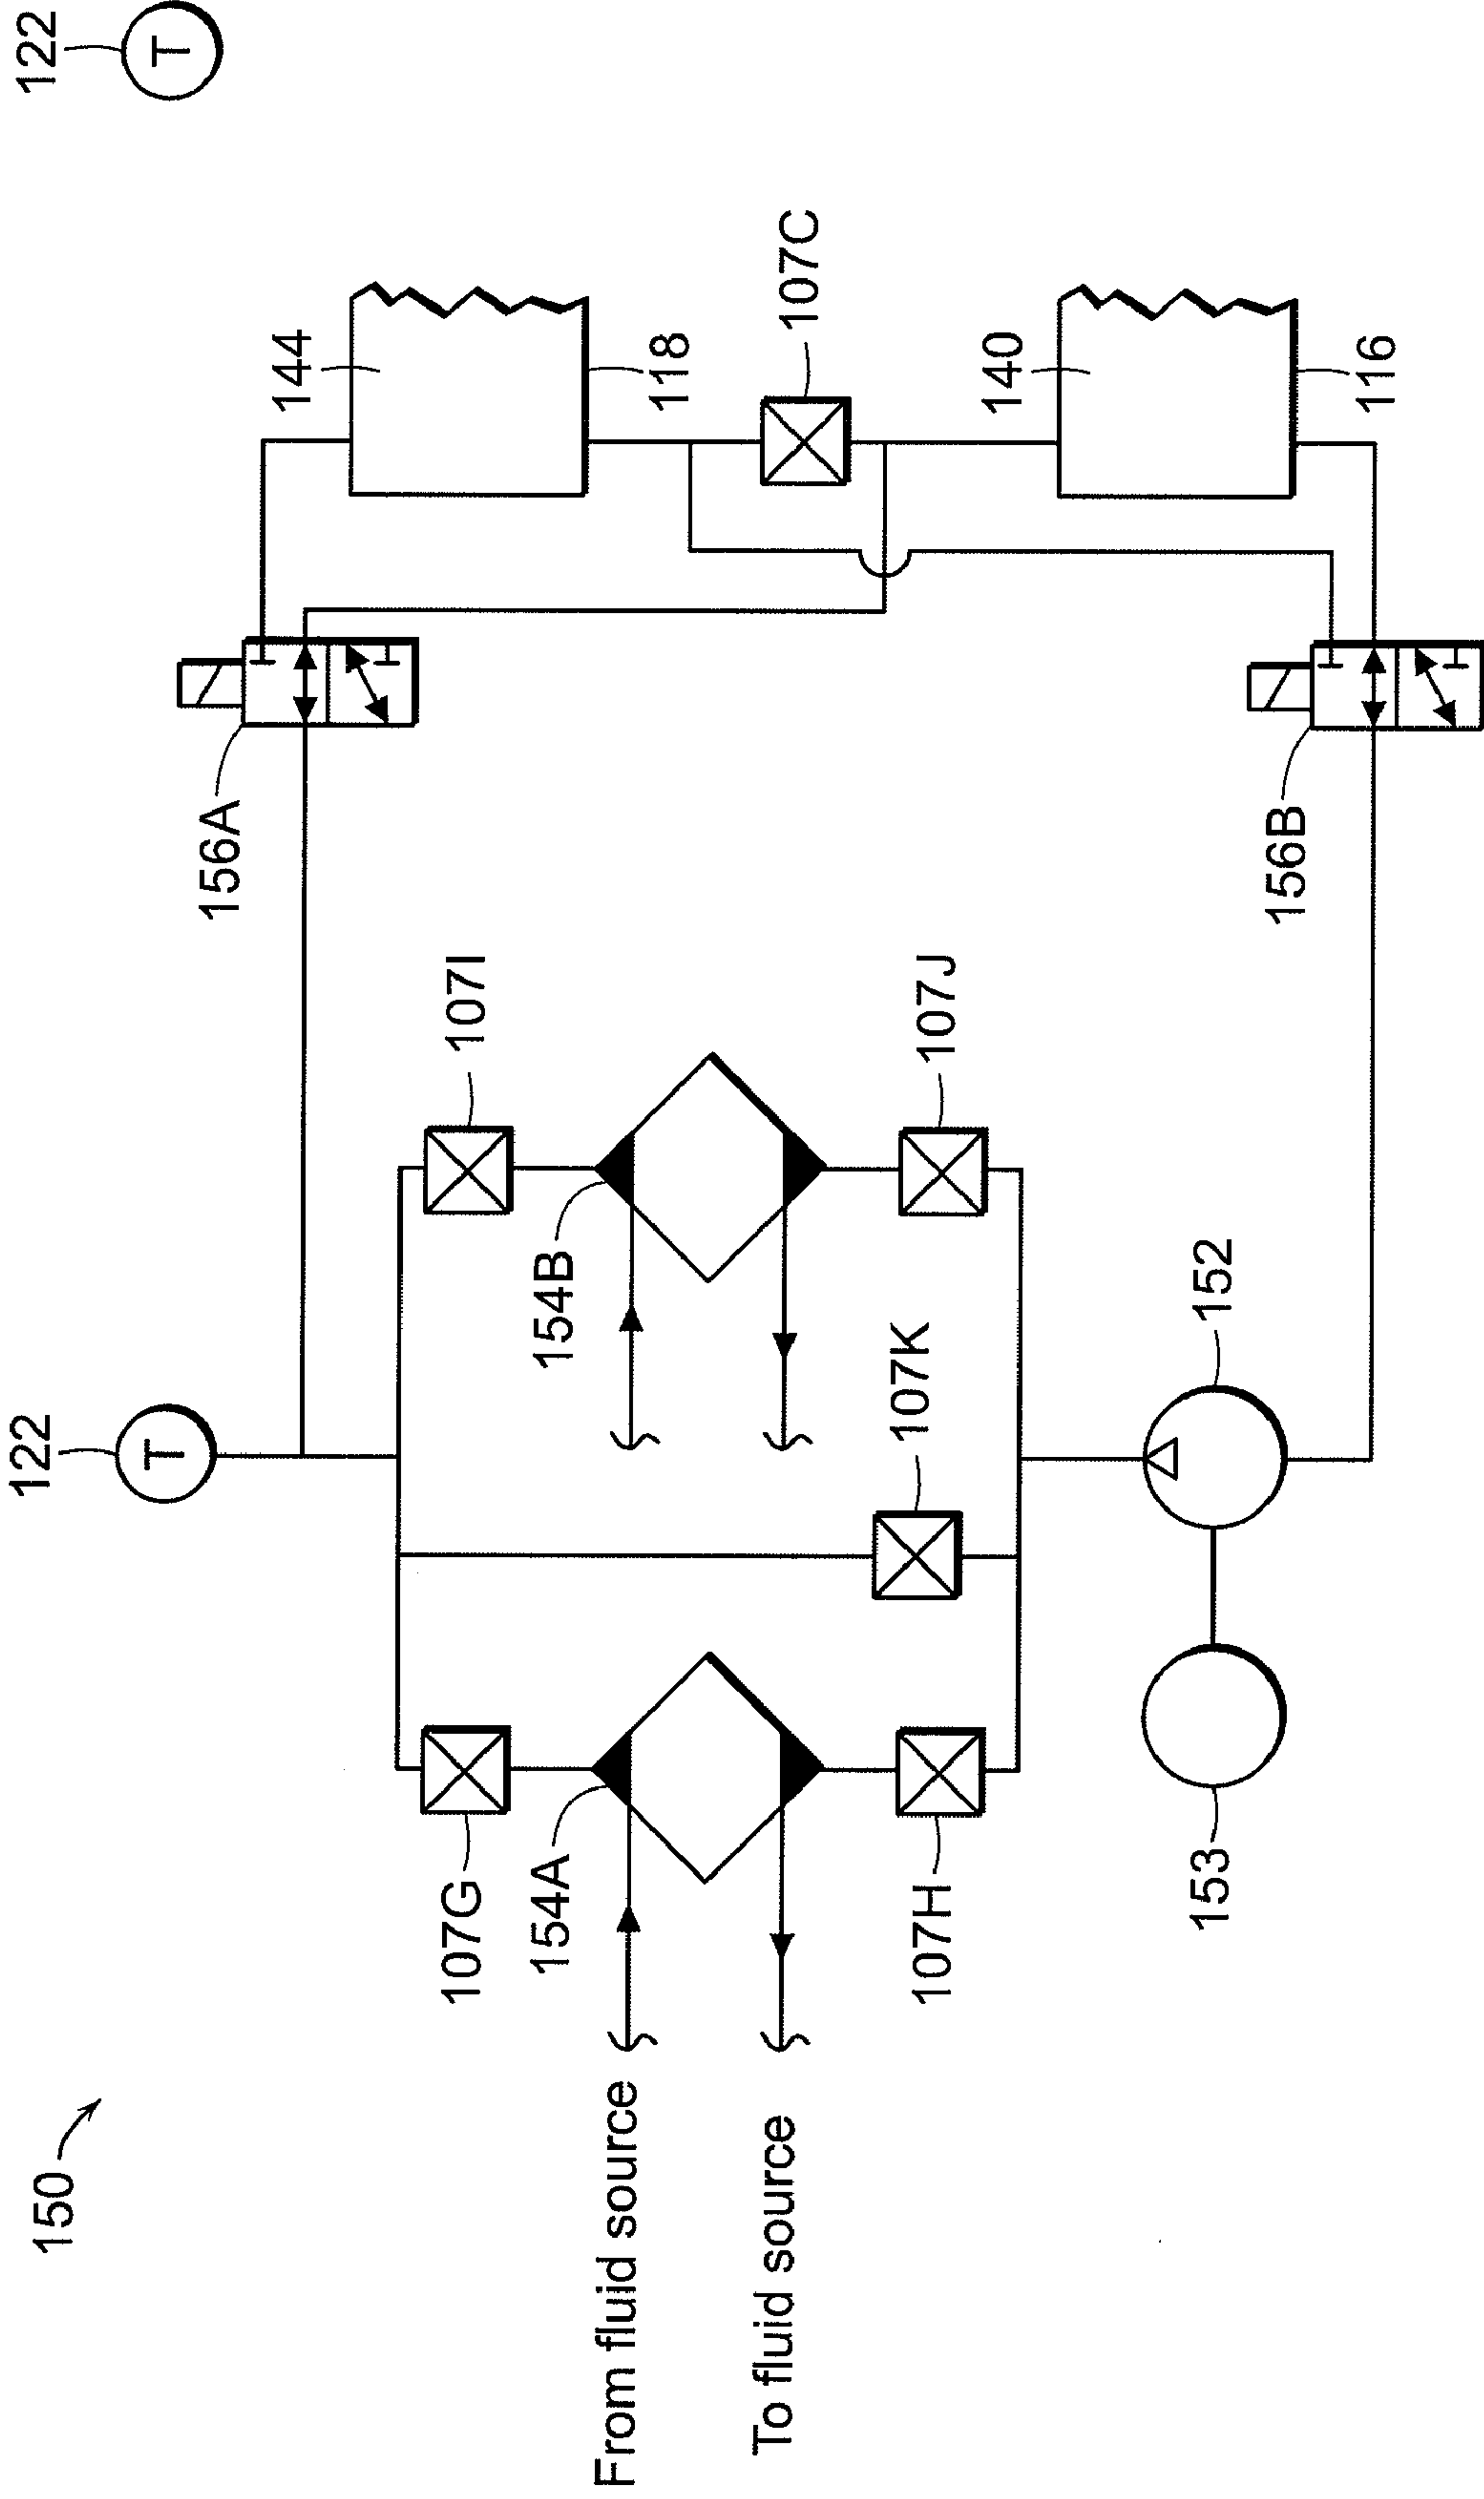 150
From fluid source
To fluid source
107G
154A
107H
153
122
T
107K
154B
152
107I
107J
156A
156B
144
118
107C
140
116
122
T